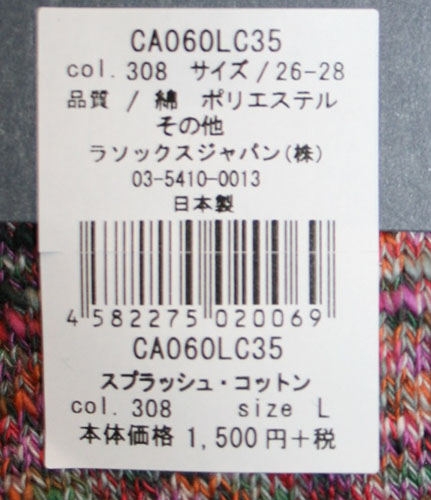 CA060LC35
col.308 サイズ/26-28
品質 / 綿 ポリエステル
その他
ラソックスジャパン(株)
03-5410-0013
日本製
4 582275 020069
CA060LC35
スプラッシュ・コットン
col.308 size L
本体価格 1,500円+税